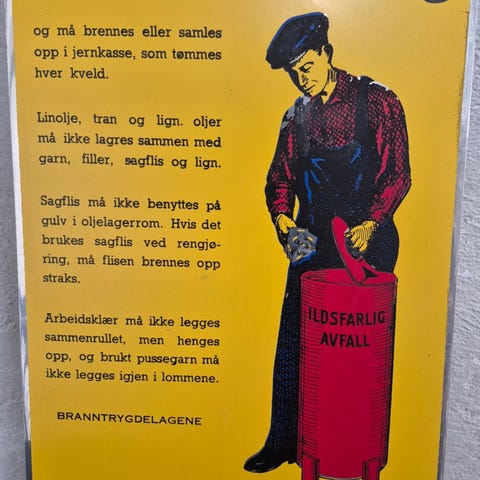 og må brennes eller samles
opp i jernkasse, som tømmes
hver kveld.
Linolje, tran og lign. oljer
må ikke lagres sammen med
garn, filler, sagflis og lign.
Sagflis må ikke benyttes på
gulv i oljelagerrom. Hvis det
brukes sagflis ved rengjø-
ring, må flisen brennes opp
straks.
Arbeidsklær må ikke legges
sammenrullet, men henges
opp, og brukt pussegarn må
ikke legges igjen i lommene.
BRANNTRYGDELAGENE
ILDSFARLIG
AVFALL